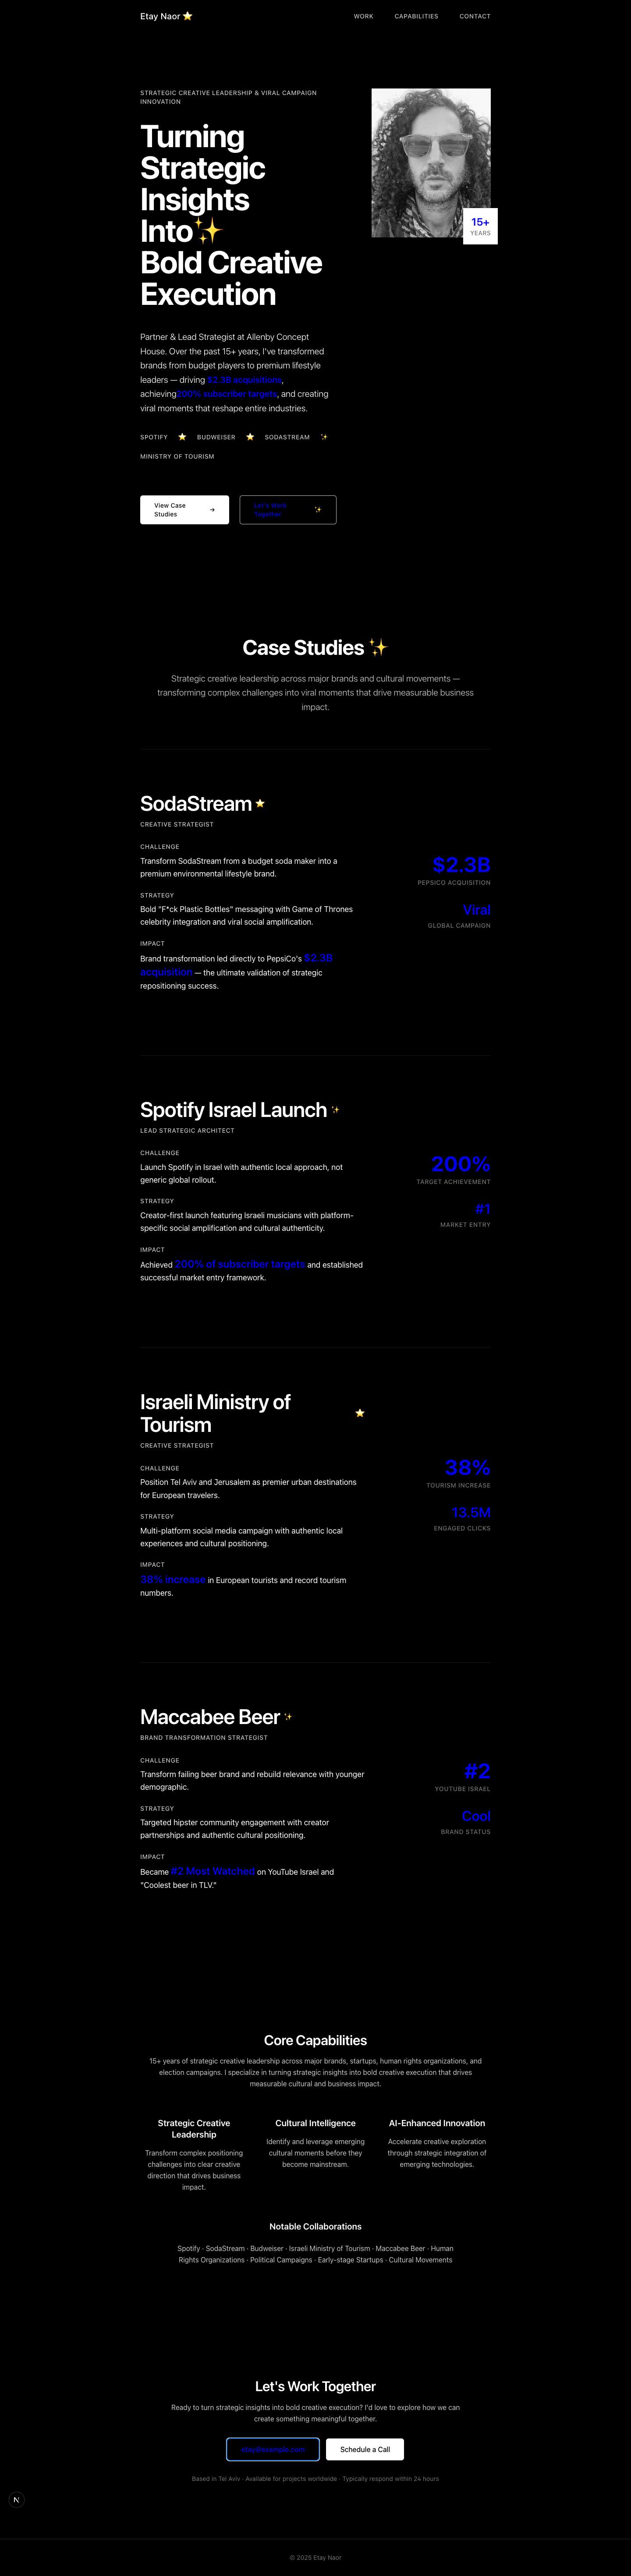 Etay Naor ⭐
WORK
CAPABILITIES
CONTACT
STRATEGIC CREATIVE LEADERSHIP & VIRAL CAMPAIGN
INNOVATION
Turning
Strategic
Insights
Into✨
Bold Creative
Execution
15+
YEARS
Partner & Lead Strategist at Allenby Concept
House. Over the past 15+ years, I've transformed
brands from budget players to premium lifestyle
leaders — driving $2.3B acquisitions,
achieving200% subscriber targets, and creating
viral moments that reshape entire industries.
SPOTIFY ⭐ BUDWEISER ⭐ SODASTREAM ✨
MINISTRY OF TOURISM
View Case
Studies →
Let's Work
Together ✨
Case Studies ✨
Strategic creative leadership across major brands and cultural movements —
transforming complex challenges into viral moments that drive measurable business
impact.
SodaStream ⭐
CREATIVE STRATEGIST
CHALLENGE
Transform SodaStream from a budget soda maker into a
premium environmental lifestyle brand.
STRATEGY
Bold "F*ck Plastic Bottles" messaging with Game of Thrones
celebrity integration and viral social amplification.
IMPACT
Brand transformation led directly to PepsiCo's $2.3B
acquisition — the ultimate validation of strategic
repositioning success.
$2.3B
PEPSICO ACQUISITION
Viral
GLOBAL CAMPAIGN
Spotify Israel Launch ✨
LEAD STRATEGIC ARCHITECT
CHALLENGE
Launch Spotify in Israel with authentic local approach, not
generic global rollout.
STRATEGY
Creator-first launch featuring Israeli musicians with platform-
specific social amplification and cultural authenticity.
IMPACT
Achieved 200% of subscriber targets and established
successful market entry framework.
200%
TARGET ACHIEVEMENT
#1
MARKET ENTRY
Israeli Ministry of
Tourism ⭐
CREATIVE STRATEGIST
CHALLENGE
Position Tel Aviv and Jerusalem as premier urban destinations
for European travelers.
STRATEGY
Multi-platform social media campaign with authentic local
experiences and cultural positioning.
IMPACT
38% increase in European tourists and record tourism
numbers.
38%
TOURISM INCREASE
13.5M
ENGAGED CLICKS
Maccabee Beer ✨
BRAND TRANSFORMATION STRATEGIST
CHALLENGE
Transform failing beer brand and rebuild relevance with younger
demographic.
STRATEGY
Targeted hipster community engagement with creator
partnerships and authentic cultural positioning.
IMPACT
Became #2 Most Watched on YouTube Israel and
"Coolest beer in TLV."
#2
YOUTUBE ISRAEL
Cool
BRAND STATUS
Core Capabilities
15+ years of strategic creative leadership across major brands, startups, human rights organizations, and
election campaigns. I specialize in turning strategic insights into bold creative execution that drives
measurable cultural and business impact.
Strategic Creative
Leadership
Transform complex positioning
challenges into clear creative
direction that drives business
impact.
Cultural Intelligence
Identify and leverage emerging
cultural moments before they
become mainstream.
AI-Enhanced Innovation
Accelerate creative exploration
through strategic integration of
emerging technologies.
Notable Collaborations
Spotify · SodaStream · Budweiser · Israeli Ministry of Tourism · Maccabee Beer · Human
Rights Organizations · Political Campaigns · Early-stage Startups · Cultural Movements
Let's Work Together
Ready to turn strategic insights into bold creative execution? I'd love to explore how we can
create something meaningful together.
Schedule a Call
Based in Tel Aviv · Available for projects worldwide · Typically respond within 24 hours
N
© 2025 Etay Naor